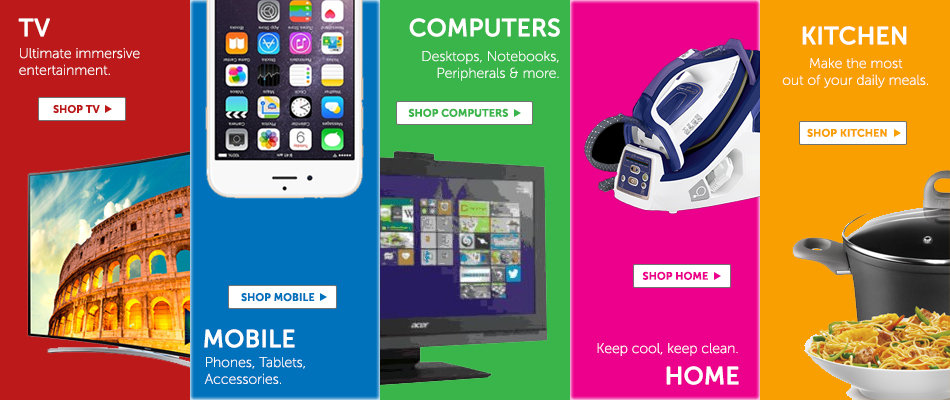 TV
Ultimate immersive
entertainment.
SHOP TV
SHOP MOBILE
MOBILE
Phones, Tablets,
Accessories.
COMPUTERS
Desktops, Notebooks,
Peripherals & more.
SHOP COMPUTERS
acer
SHOP HOME
Keep cool, keep clean.
HOME
KITCHEN
Make the most
out of your daily meals.
SHOP KITCHEN